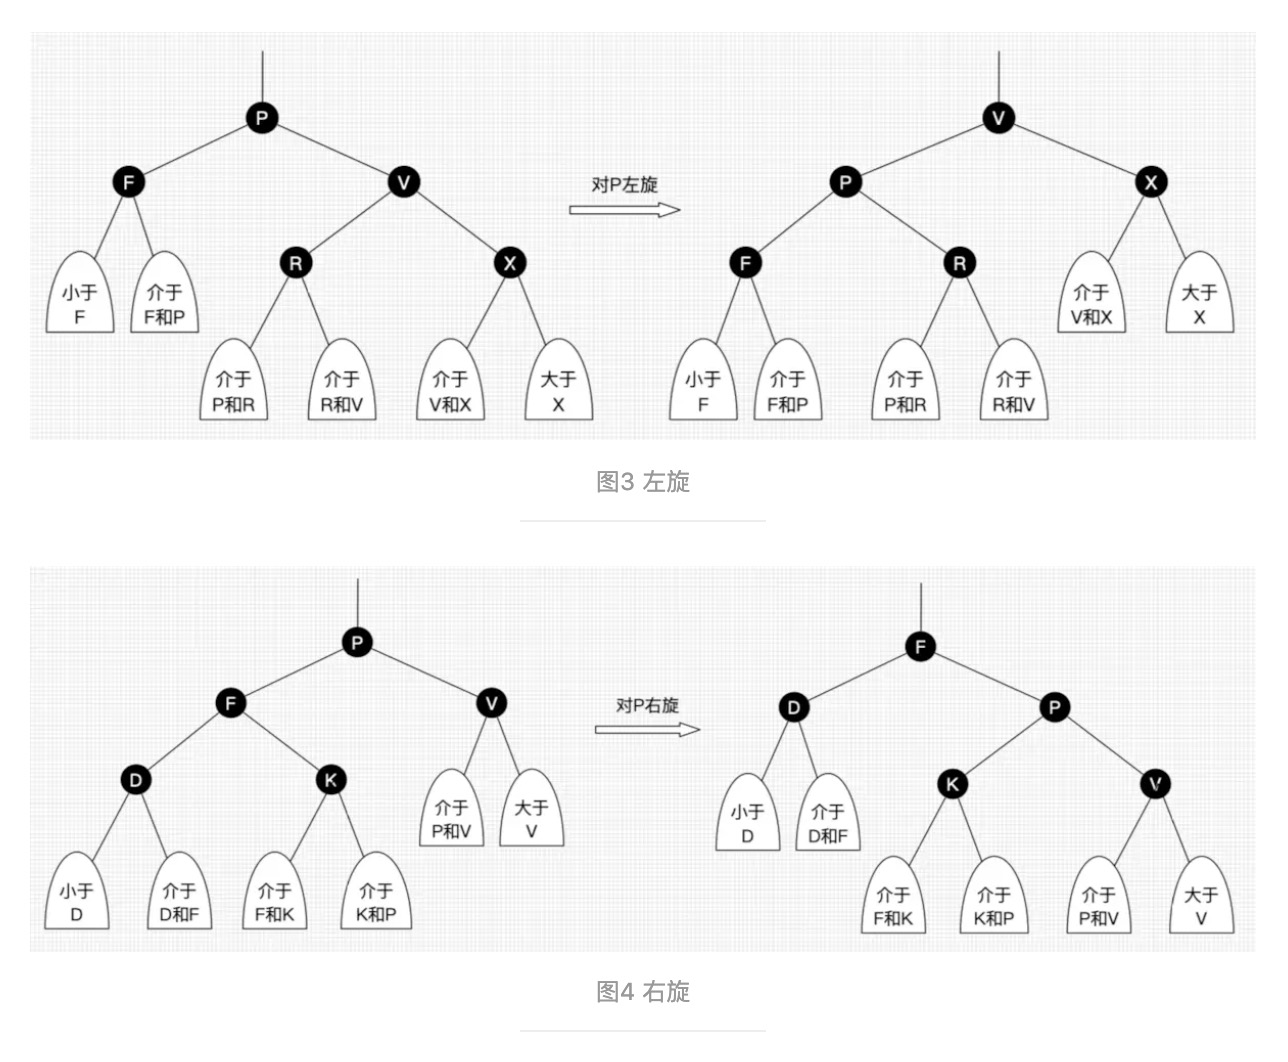 P
V
F
V
对P左旋
P
X
R
X
F
R
小于
F
介于
F和P
介于
V和X
大于
X
介于
P和R
介于
R和V
介于
V和X
大于
X
小于
F
介于
F和P
介于
P和R
介于
R和V
图3 左旋
P
F
F
V
对P右旋
D
P
D
K
K
V
介于
P和V
大于
V
小于
D
介于
D和F
小于
D
介于
D和F
介于
F和K
介于
K和P
介于
F和K
介于
K和P
介于
P和V
大于
V
图4 右旋